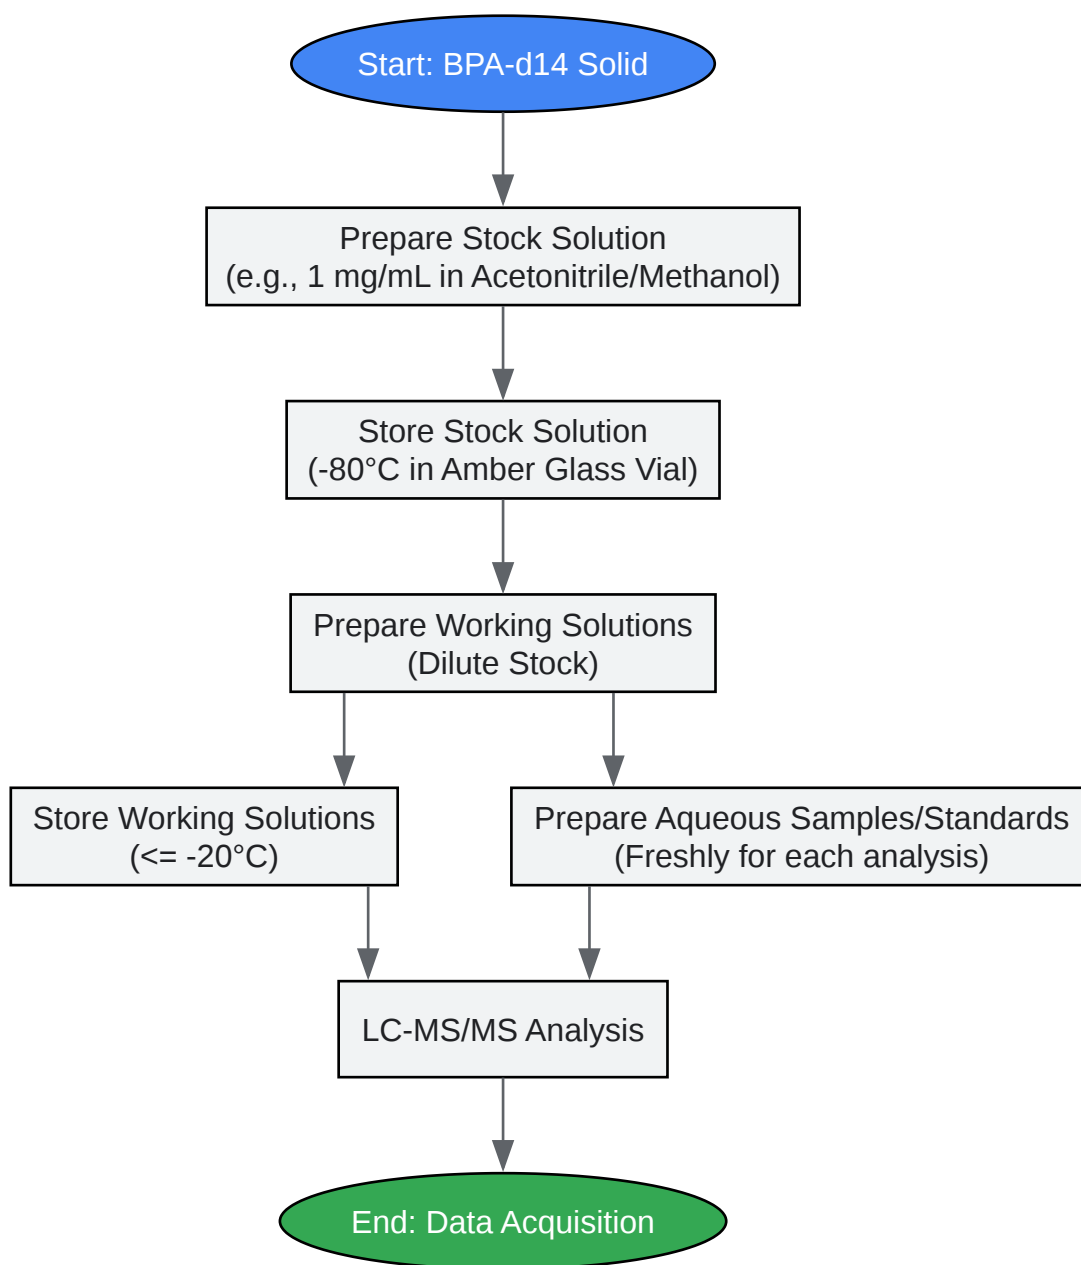 Start: BPA-d14 Solid
Prepare Stock Solution
(e.g., 1 mg/mL in Acetonitrile/Methanol)
Store Stock Solution
(-80°C in Amber Glass Vial)
Prepare Working Solutions
(Dilute Stock)
Store Working Solutions
(<= -20°C)
Prepare Aqueous Samples/Standards
(Freshly for each analysis)
LC-MS/MS Analysis
End: Data Acquisition